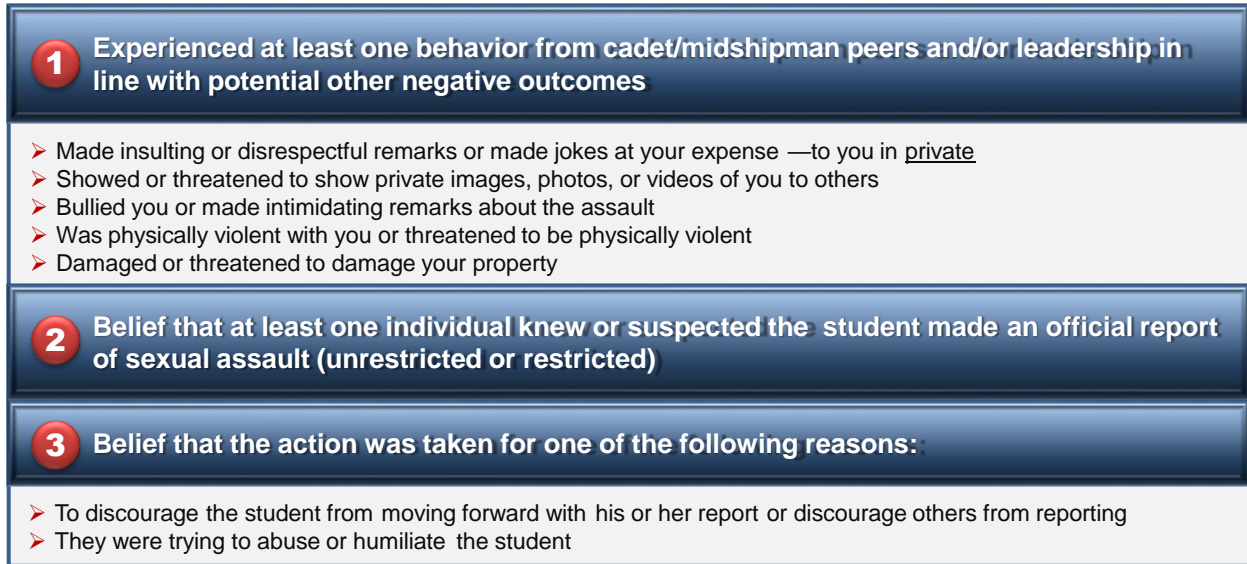 1 Experienced at least one behavior from cadet/midshipman peers and/or leadership in
line with potential other negative outcomes
➢ Made insulting or disrespectful remarks or made jokes at your expense —to you in private
➢ Showed or threatened to show private images, photos, or videos of you to others
➢ Bullied you or made intimidating remarks about the assault
➢ Was physically violent with you or threatened to be physically violent
➢ Damaged or threatened to damage your property
2 Belief that at least one individual knew or suspected the student made an official report
of sexual assault (unrestricted or restricted)
3 Belief that the action was taken for one of the following reasons:
➢ To discourage the student from moving forward with his or her report or discourage others from reporting
➢ They were trying to abuse or humiliate the student